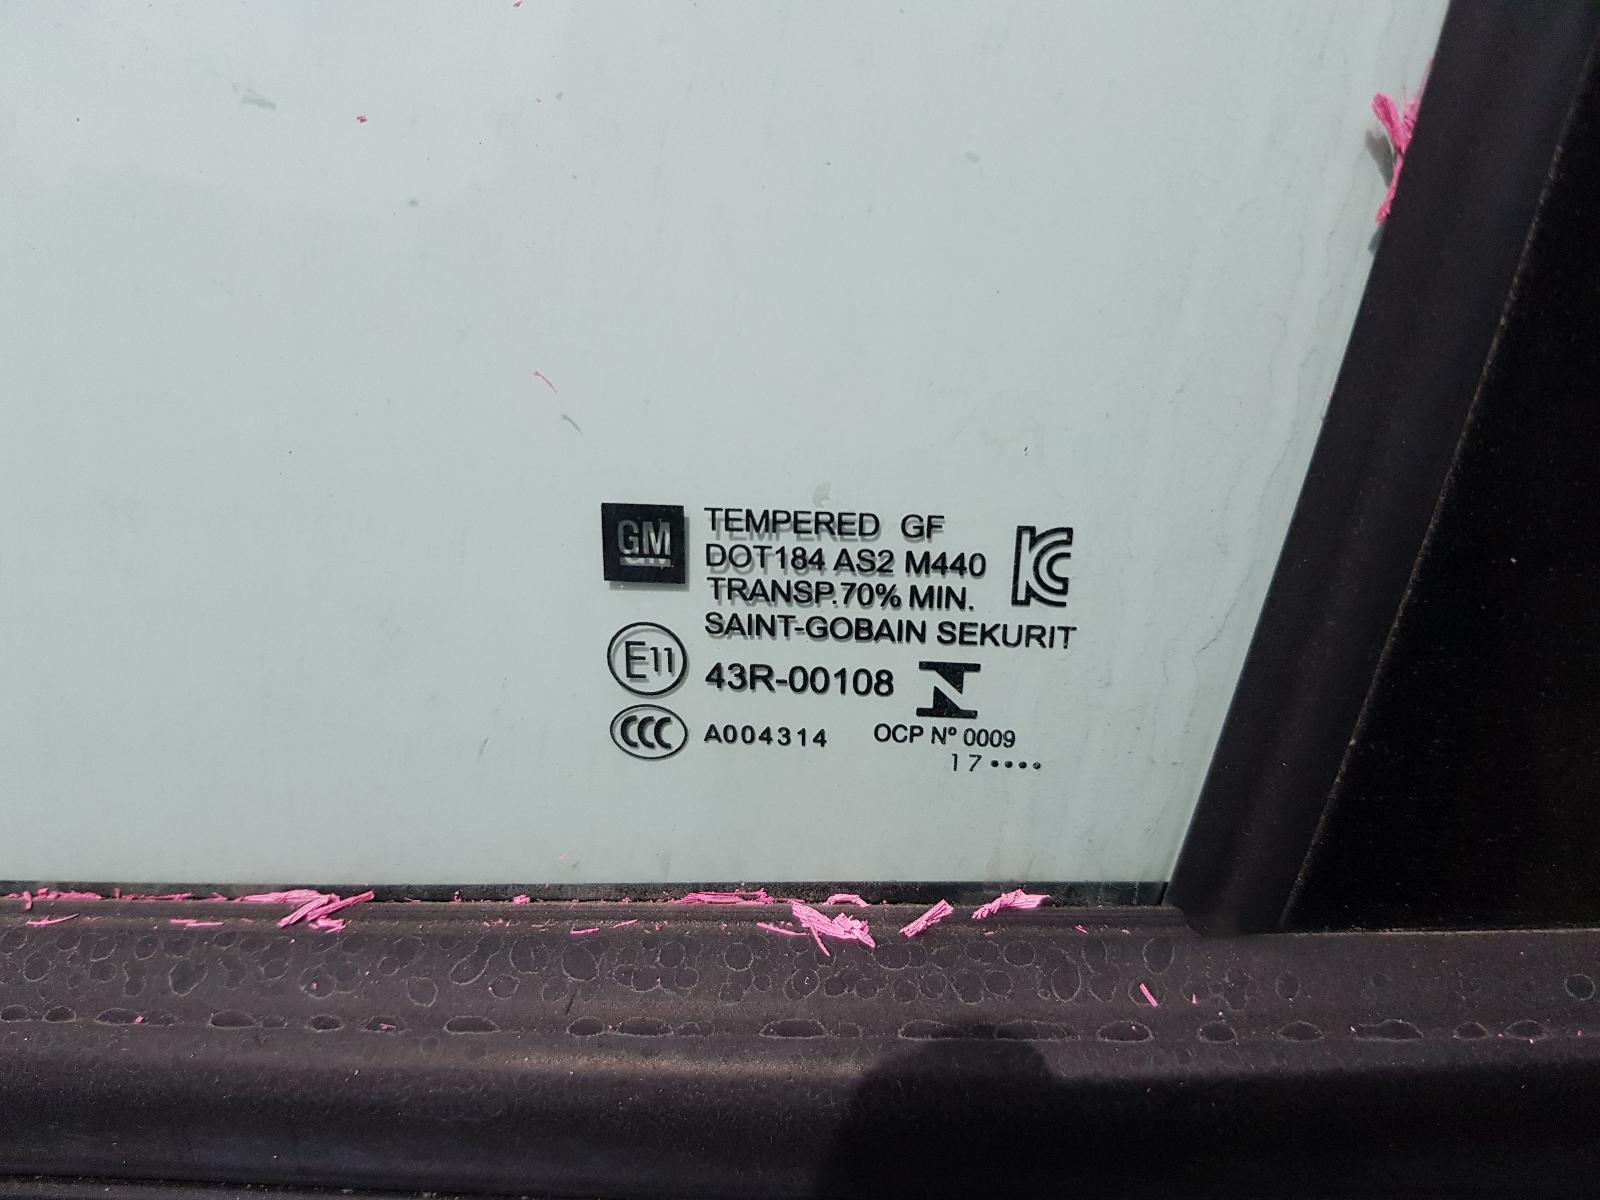 GM
TEMPERED GF
DOT184 AS2 M440
TRANSP.70% MIN.
KC
SAINT-GOBAIN SEKURIT
E11
43R-00108
CCC
A004314
OCP Nº 0009
17••••